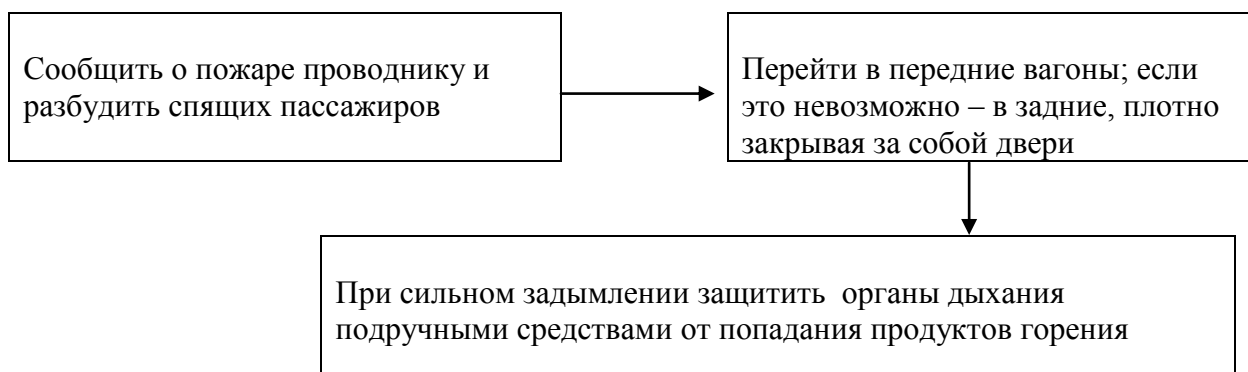 Сообщить о пожаре проводнику и
разбудить спящих пассажиров
Перейти в передние вагоны; если
это невозможно – в задние, плотно
закрывая за собой двери
При сильном задымлении защитить  органы дыхания
подручными средствами от попадания продуктов горения